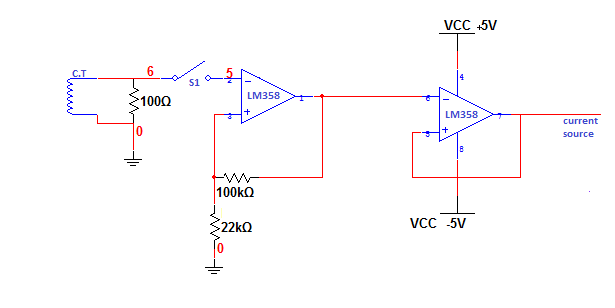 VCC +5V
C.T
6
S1
5
2
LM358
1
3
100Ω
0
100kΩ
22kΩ
0
4
6
LM358
7
5
8
current
source
VCC -5V